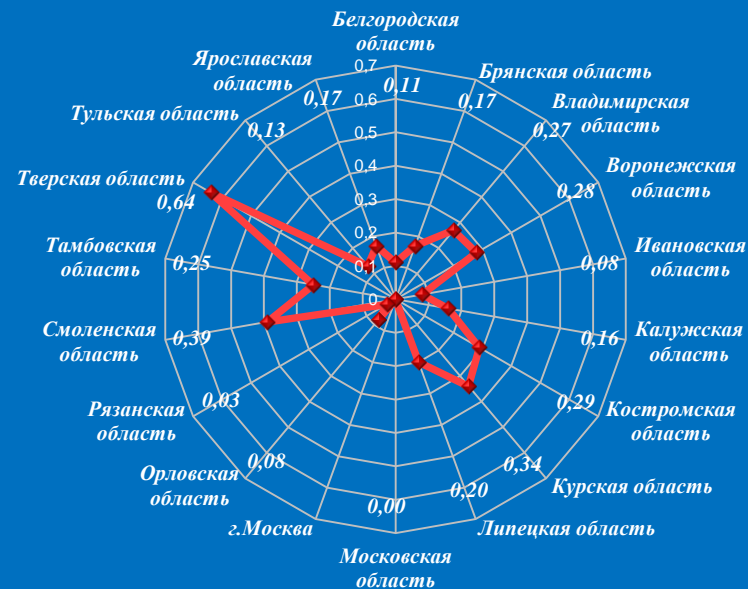 Белгородская
область
0,11
Брянская область
0,17
Владимирская
область
0,27
Воронежская
область
0,28
Ивановская
область
0,08
Калужская
область
0,16
Костромская
область
0,29
Курская область
0,34
Липецкая область
0,20
Московская
область
0,00
г.Москва
Орловская
область
0,08
Рязанская
область
0,03
Смоленская
область
0,39
Тамбовская
область
0,25
Тверская область
0,64
Тульская область
0,13
Ярославская
область
0,17
0,7
0,6
0,5
0,4
0,3
0,2
0,1
0